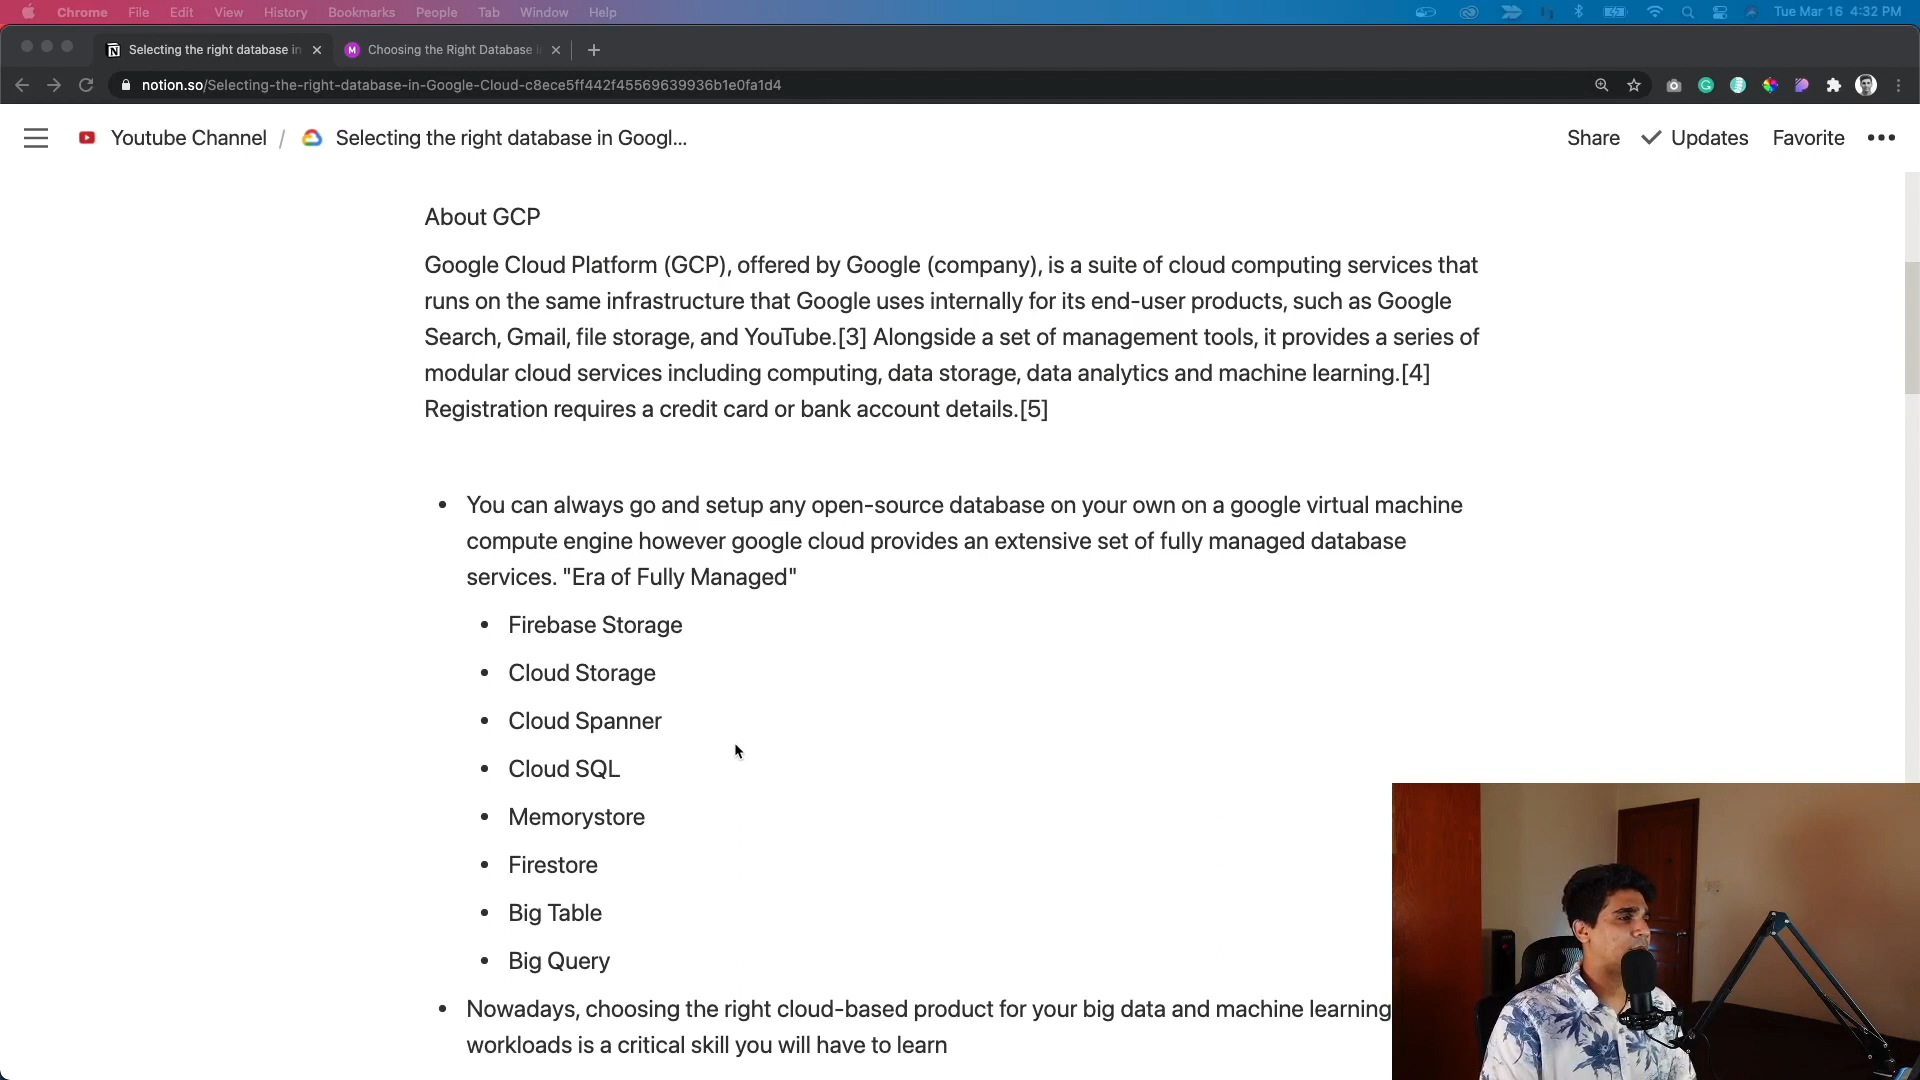 Chrome File Edit View History Bookmarks People Tab Window Help Tue Mar 16 4:32 PM
Selecting the right database in Choosing the Right Database
notion.so/Selecting-the-right-database-in-Google-Cloud-c8ece5ff442f45569639936b1e0fa1d4
Youtube Channel / Selecting the right database in Googl... Share Updates Favorite
About GCP
Google Cloud Platform (GCP), offered by Google (company), is a suite of cloud computing services that
runs on the same infrastructure that Google uses internally for its end-user products, such as Google
Search, Gmail, file storage, and YouTube.[3] Alongside a set of management tools, it provides a series of
modular cloud services including computing, data storage, data analytics and machine learning.[4]
Registration requires a credit card or bank account details.[5]
• You can always go and setup any open-source database on your own on a google virtual machine
compute engine however google cloud provides an extensive set of fully managed database
services. "Era of Fully Managed"
• Firebase Storage
• Cloud Storage
• Cloud Spanner
• Cloud SQL
• Memorystore
• Firestore
• Big Table
• Big Query
• Nowadays, choosing the right cloud-based product for your big data and machine learning
workloads is a critical skill you will have to learn